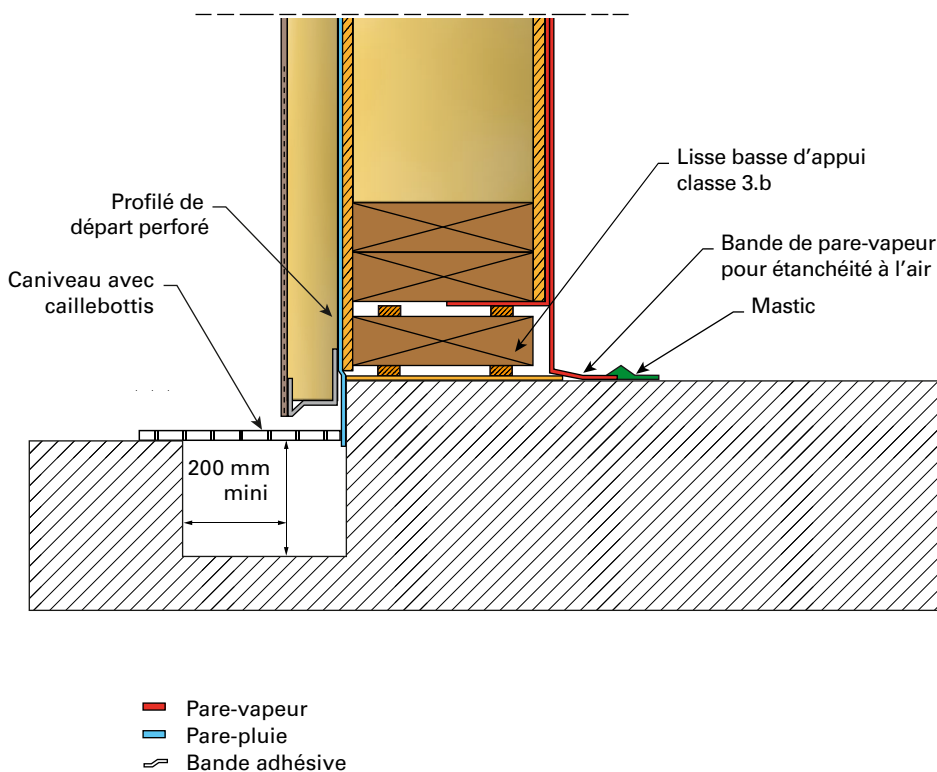 Lisse basse d'appui
classe 3.b
Profilé de
départ perforé
Bande de pare-vapeur
pour étanchéité à l'air
Caniveau avec
caillebottis
Mastic
200 mm
mini
Pare-vapeur
Pare-pluie
Bande adhésive